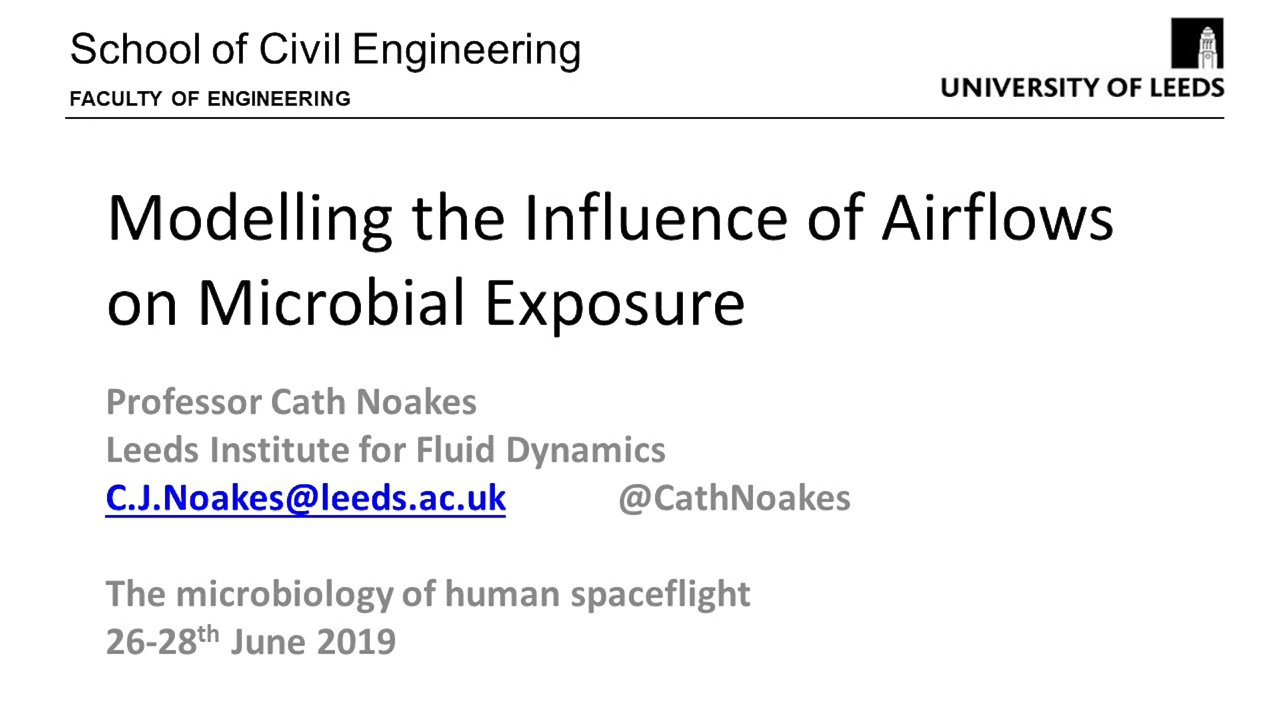 School of Civil Engineering
FACULTY OF ENGINEERING
UNIVERSITY OF LEEDS
Modelling the Influence of Airflows
on Microbial Exposure
Professor Cath Noakes
Leeds Institute for Fluid Dynamics
C.J.Noakes@leeds.ac.uk @CathNoakes
The microbiology of human spaceflight
26-28th June 2019